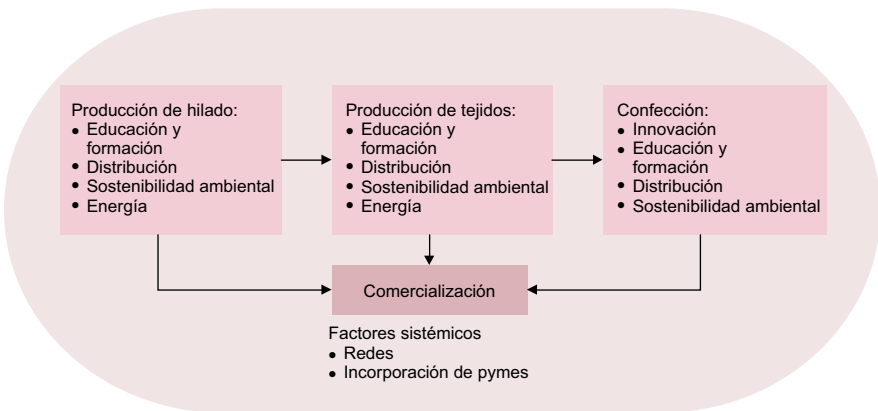 Producción de hilado:
• Educación y
formación
• Distribución
• Sostenibilidad ambiental
• Energía
Producción de tejidos:
• Educación y
formación
• Distribución
• Sostenibilidad ambiental
• Energía
Confección:
• Innovación
• Educación y
formación
• Distribución
• Sostenibilidad ambiental
Comercialización
Factores sistémicos
• Redes
• Incorporación de pymes